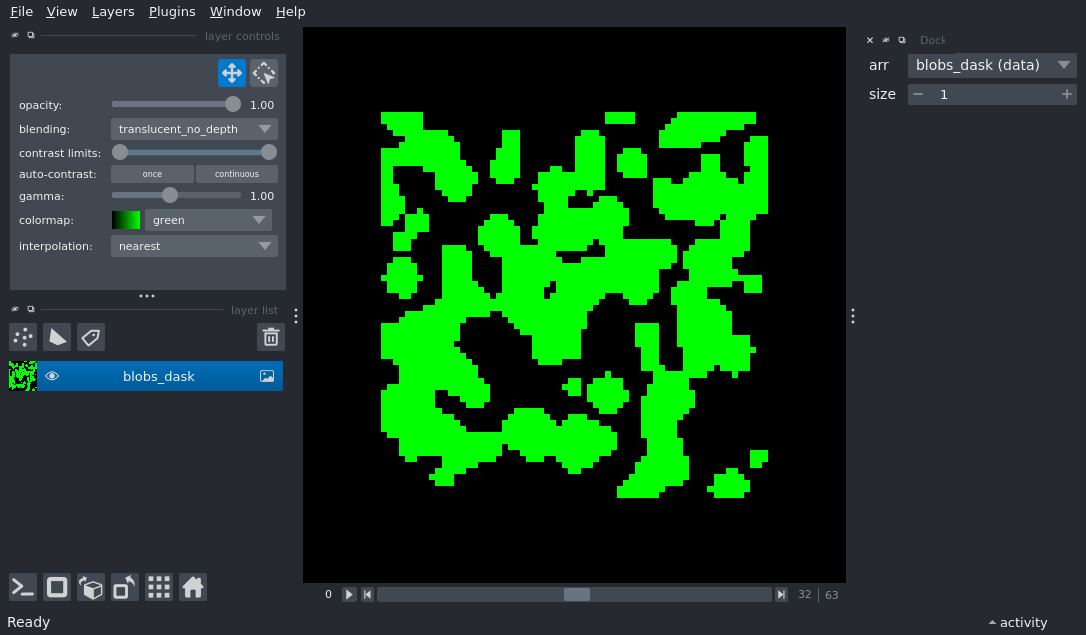 File View Layers Plugins Window Help
layer controls
opacity: 1.00
blending: translucent_no_depth
contrast limits:
auto-contrast: once continuous
gamma: 1.00
colormap: green
interpolation: nearest
layer list
blobs_dask
Dock
arr blobs_dask (data)
size 1
0 32 63
Ready
activity